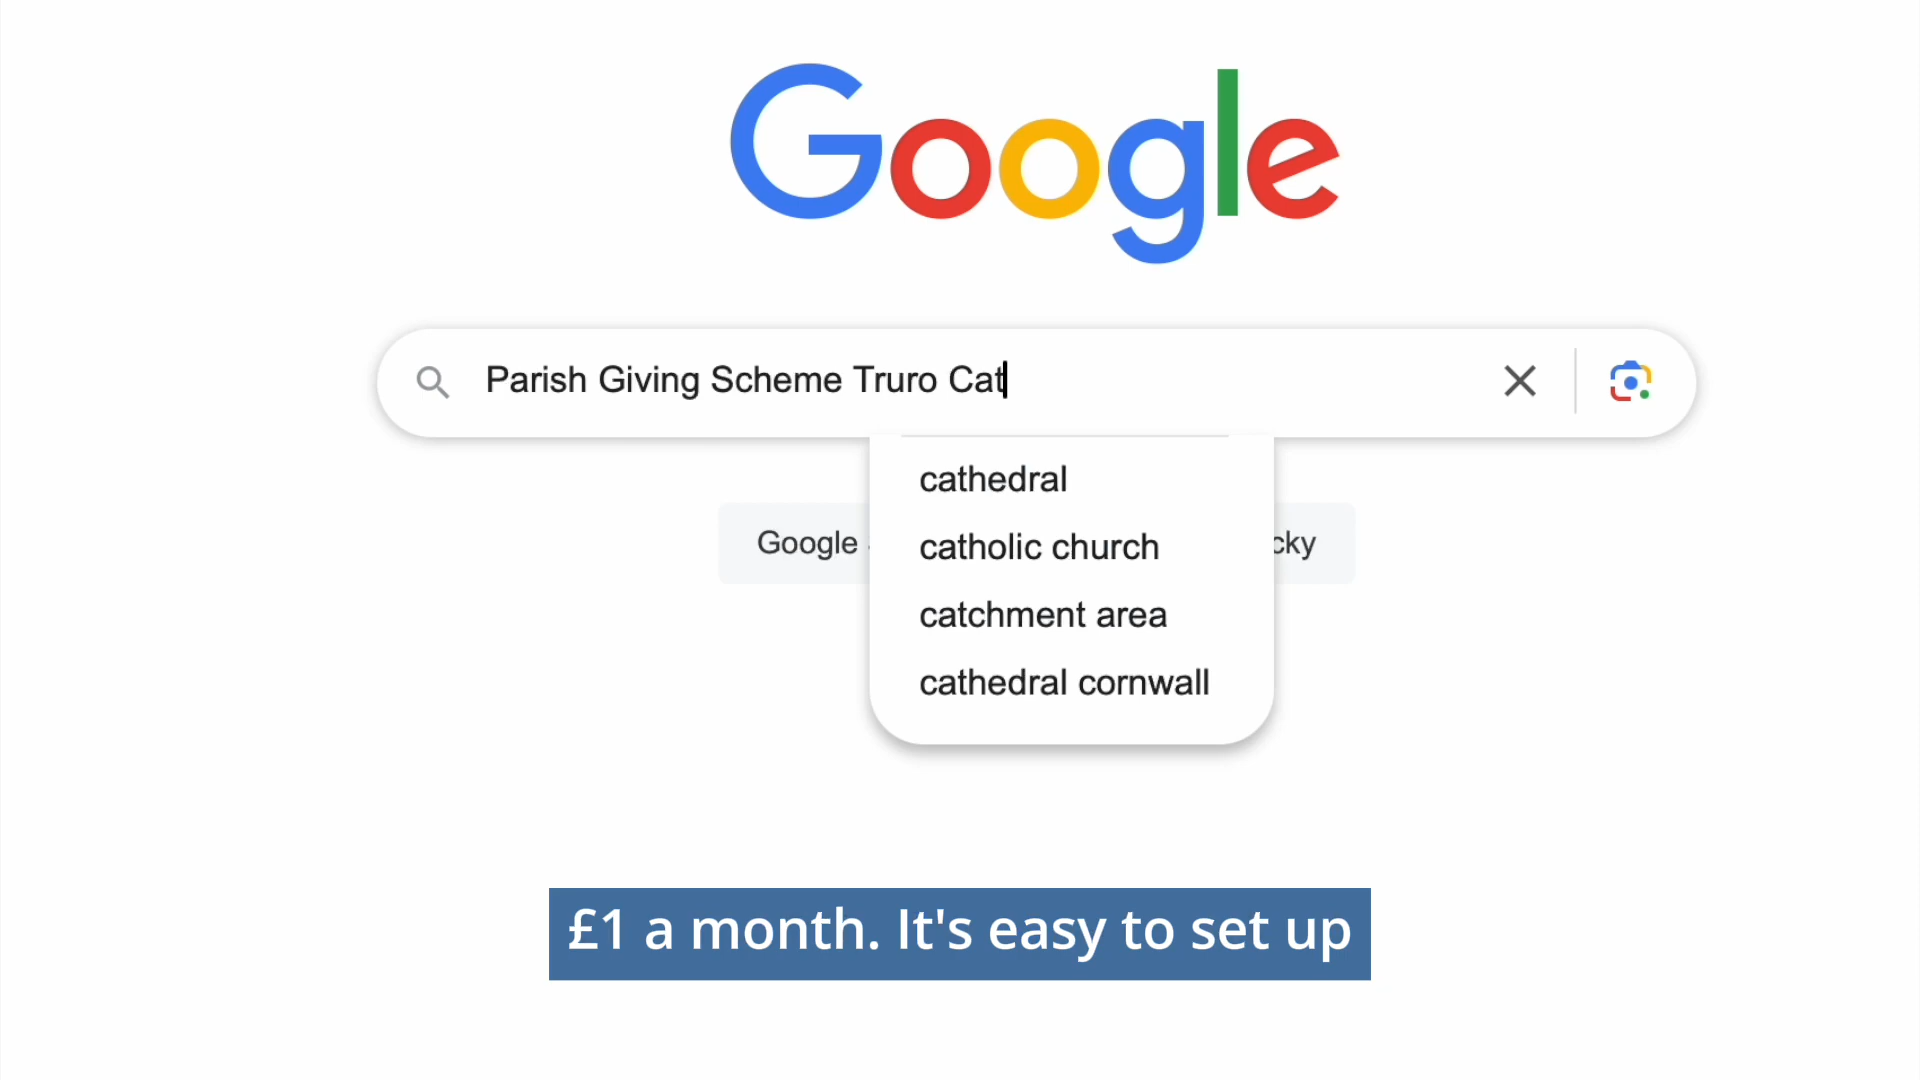 Google
Parish Giving Scheme Truro Cat
cathedral
Google
cky
catholic church
catchment area
cathedral cornwall
£1 a month. It's easy to set up